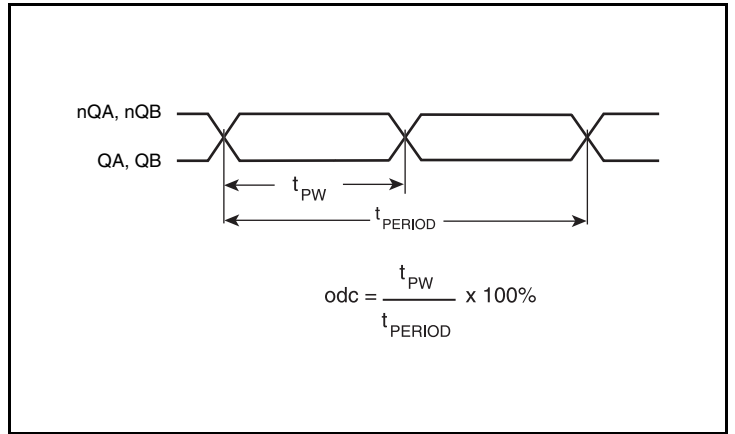 nQA, nQB
QA, QB
tPW
tPERIOD
odc = tPW / tPERIOD x 100%